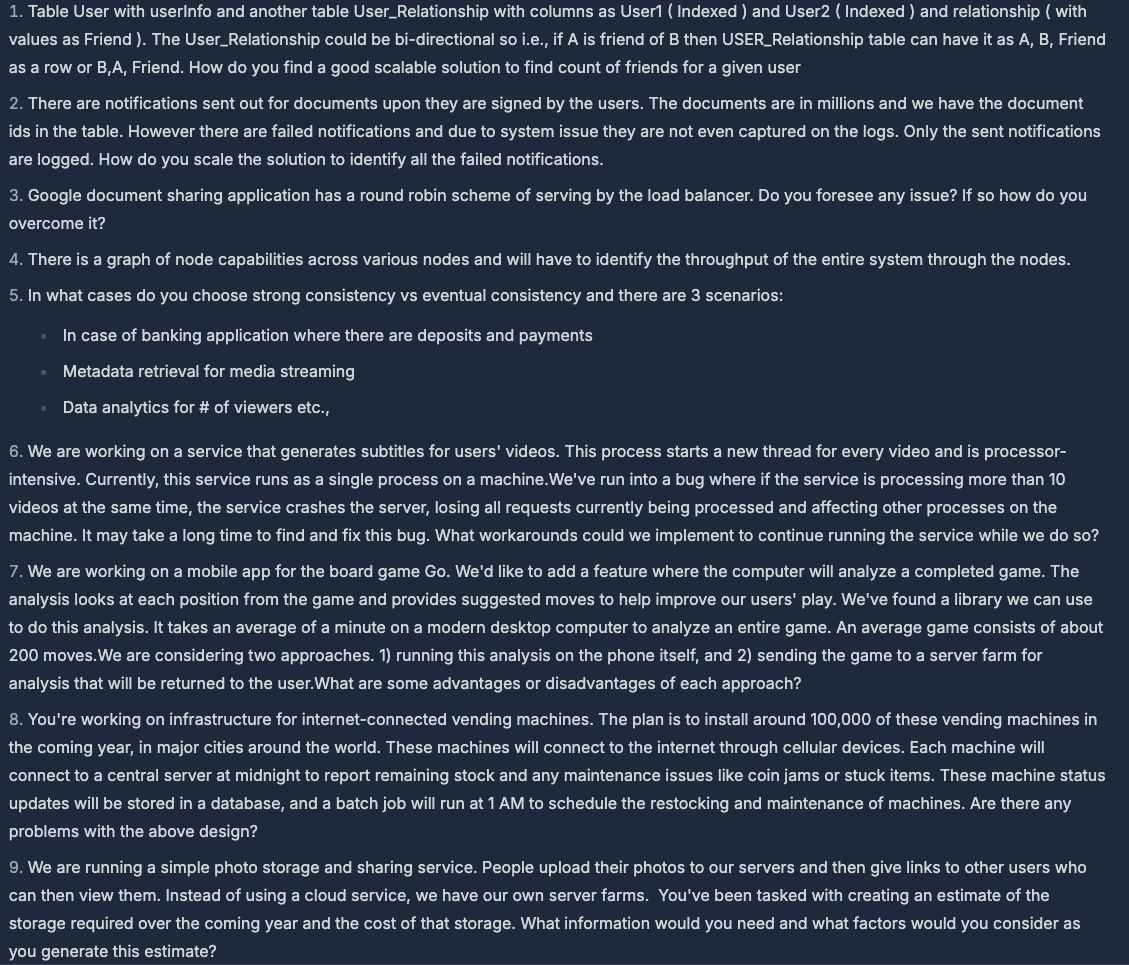 1. Table User with userInfo and another table User_Relationship with columns as User1 ( Indexed ) and User2 ( Indexed ) and relationship ( with
values as Friend ). The User_Relationship could be bi-directional so i.e., if A is friend of B then USER_Relationship table can have it as A, B, Friend
as a row or B,A, Friend. How do you find a good scalable solution to find count of friends for a given user
2. There are notifications sent out for documents upon they are signed by the users. The documents are in millions and we have the document
ids in the table. However there are failed notifications and due to system issue they are not even captured on the logs. Only the sent notifications
are logged. How do you scale the solution to identify all the failed notifications.
3. Google document sharing application has a round robin scheme of serving by the load balancer. Do you foresee any issue? If so how do you
overcome it?
4. There is a graph of node capabilities across various nodes and will have to identify the throughput of the entire system through the nodes.
5. In what cases do you choose strong consistency vs eventual consistency and there are 3 scenarios:
• In case of banking application where there are deposits and payments
• Metadata retrieval for media streaming
• Data analytics for # of viewers etc.,
6. We are working on a service that generates subtitles for users' videos. This process starts a new thread for every video and is processor-
intensive. Currently, this service runs as a single process on a machine.We've run into a bug where if the service is processing more than 10
videos at the same time, the service crashes the server, losing all requests currently being processed and affecting other processes on the
machine. It may take a long time to find and fix this bug. What workarounds could we implement to continue running the service while we do so?
7. We are working on a mobile app for the board game Go. We'd like to add a feature where the computer will analyze a completed game. The
analysis looks at each position from the game and provides suggested moves to help improve our users' play. We've found a library we can use
to do this analysis. It takes an average of a minute on a modern desktop computer to analyze an entire game. An average game consists of about
200 moves.We are considering two approaches. 1) running this analysis on the phone itself, and 2) sending the game to a server farm for
analysis that will be returned to the user.What are some advantages or disadvantages of each approach?
8. You're working on infrastructure for internet-connected vending machines. The plan is to install around 100,000 of these vending machines in
the coming year, in major cities around the world. These machines will connect to the internet through cellular devices. Each machine will
connect to a central server at midnight to report remaining stock and any maintenance issues like coin jams or stuck items. These machine status
updates will be stored in a database, and a batch job will run at 1 AM to schedule the restocking and maintenance of machines. Are there any
problems with the above design?
9. We are running a simple photo storage and sharing service. People upload their photos to our servers and then give links to other users who
can then view them. Instead of using a cloud service, we have our own server farms.  You've been tasked with creating an estimate of the
storage required over the coming year and the cost of that storage. What information would you need and what factors would you consider as
you generate this estimate?